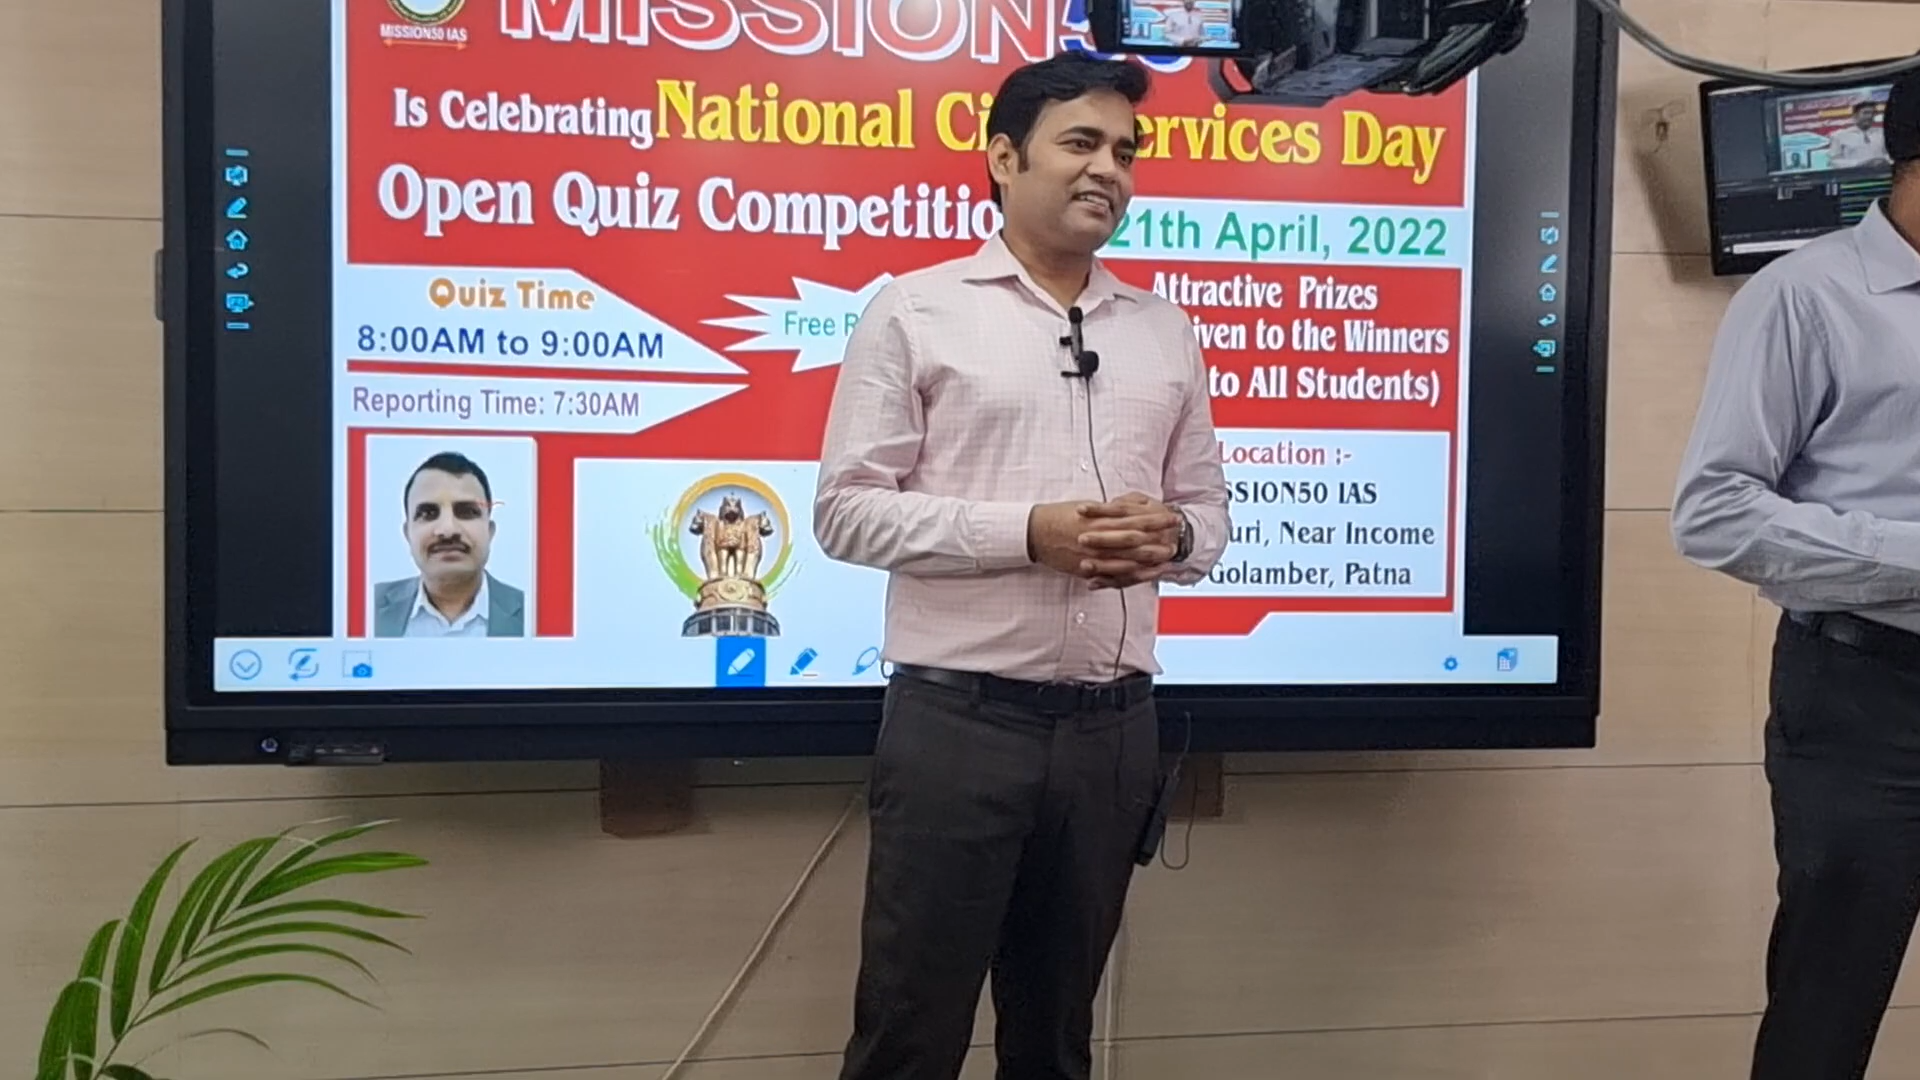 MISSION50 IAS
MISSION
Is Celebrating National Ci ervices Day
Open Quiz Competitio
21th April, 2022
Quiz Time
8:00AM to 9:00AM
Reporting Time: 7:30AM
Free R
Attractive Prizes
iven to the Winners
to All Students)
Location :-
SSION50 IAS
uri, Near Income
Golamber, Patna